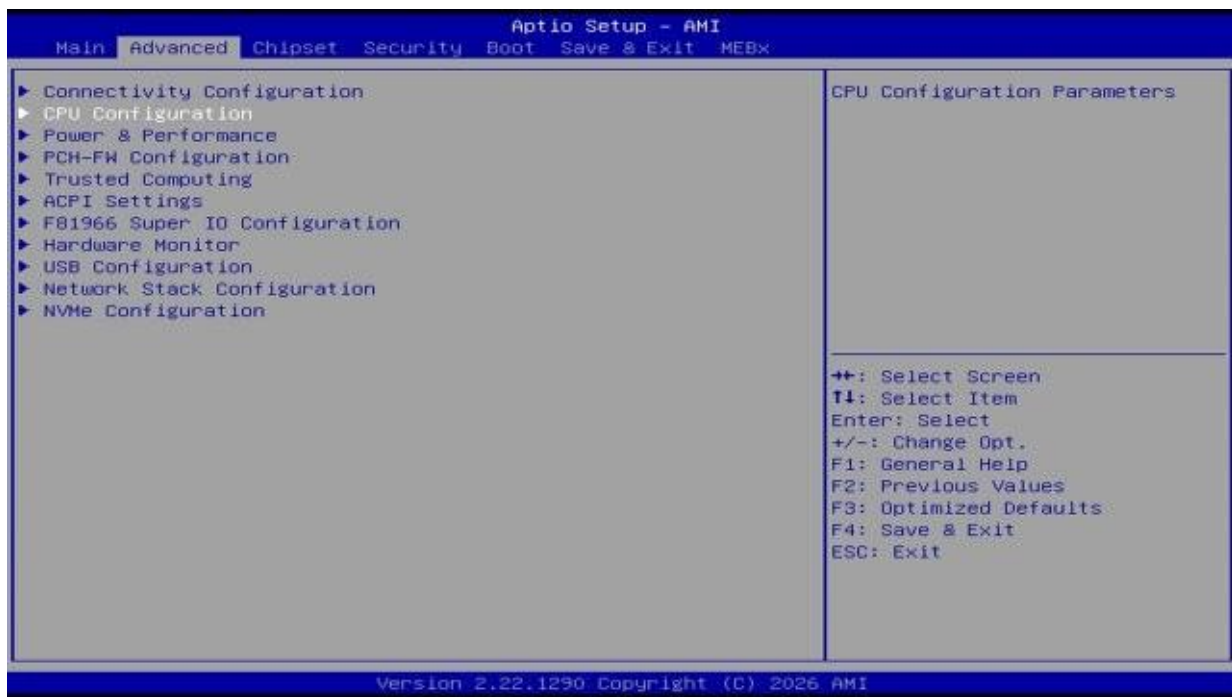 Aptio Setup - AMI
Main Advanced Chipset Security Boot Save & Exit MEBx
Connectivity Configuration
CPU Configuration
Power & Performance
PCH-FW Configuration
Trusted Computing
ACPI Settings
F81966 Super IO Configuration
Hardware Monitor
USB Configuration
Network Stack Configuration
NVMe Configuration
CPU Configuration Parameters
→←: Select Screen
↑↓: Select Item
Enter: Select
+/-: Change Opt.
F1: General Help
F2: Previous Values
F3: Optimized Defaults
F4: Save & Exit
ESC: Exit
Version 2.22.1290 Copyright (C) 2026 AMI